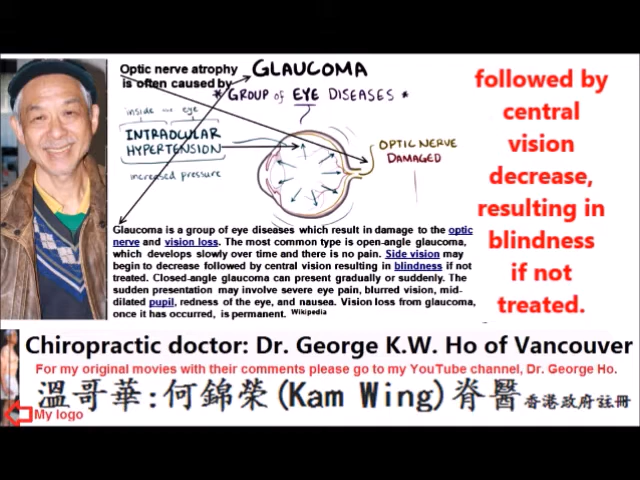 Optic nerve atrophy
is often caused by
GLAUCOMA
* GROUP OF EYE DISEASES *
inside the eye
INTRAOCULAR
HYPERTENSION
increased pressure
OPTIC NERVE
DAMAGED
Glaucoma is a group of eye diseases which result in damage to the optic
nerve and vision loss. The most common type is open-angle glaucoma,
which develops slowly over time and there is no pain. Side vision may
begin to decrease followed by central vision resulting in blindness if not
treated. Closed-angle glaucoma can present gradually or suddenly. The
sudden presentation may involve severe eye pain, blurred vision, mid-
dilated pupil, redness of the eye, and nausea. Vision loss from glaucoma,
once it has occurred, is permanent. Wikipedia
followed by
central
vision
decrease,
resulting in
blindness
if not
treated.
Chiropractic doctor: Dr. George K.W. Ho of Vancouver
For my original movies with their comments please go to my YouTube channel, Dr. George Ho.
溫哥華:何錦榮(Kam Wing)脊醫香港政府註冊
My logo